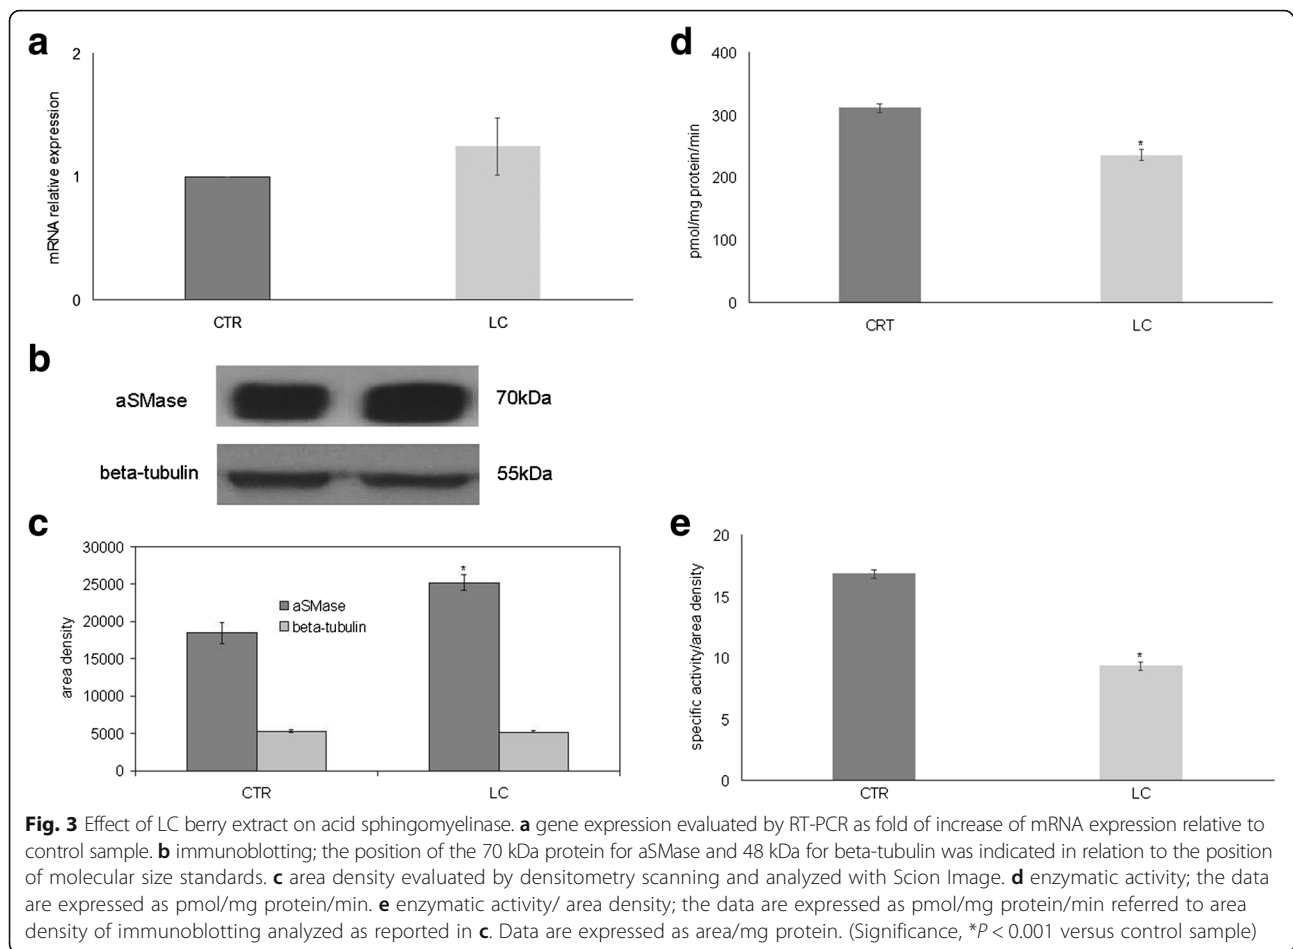 a
2
1
0
mRNA relative expression
CTR LC
b
aSMase 70kDa
beta-tubulin 55kDa
c
30000
25000
20000
15000
10000
5000
0
area density
*
aSMase
beta-tubulin
CTR LC
d
400
300
200
100
0
pmol/mg protein/min
*
CRT LC
e
20
15
10
5
0
specific activity/area density
*
CTR LC
Fig. 3 Effect of LC berry extract on acid sphingomyelinase. a gene expression evaluated by RT-PCR as fold of increase of mRNA expression relative to
control sample. b immunoblotting; the position of the 70 kDa protein for aSMase and 48 kDa for beta-tubulin was indicated in relation to the position
of molecular size standards. c area density evaluated by densitometry scanning and analyzed with Scion Image. d enzymatic activity; the data
are expressed as pmol/mg protein/min. e enzymatic activity/ area density; the data are expressed as pmol/mg protein/min referred to area
density of immunoblotting analyzed as reported in c. Data are expressed as area/mg protein. (Significance, *P < 0.001 versus control sample)